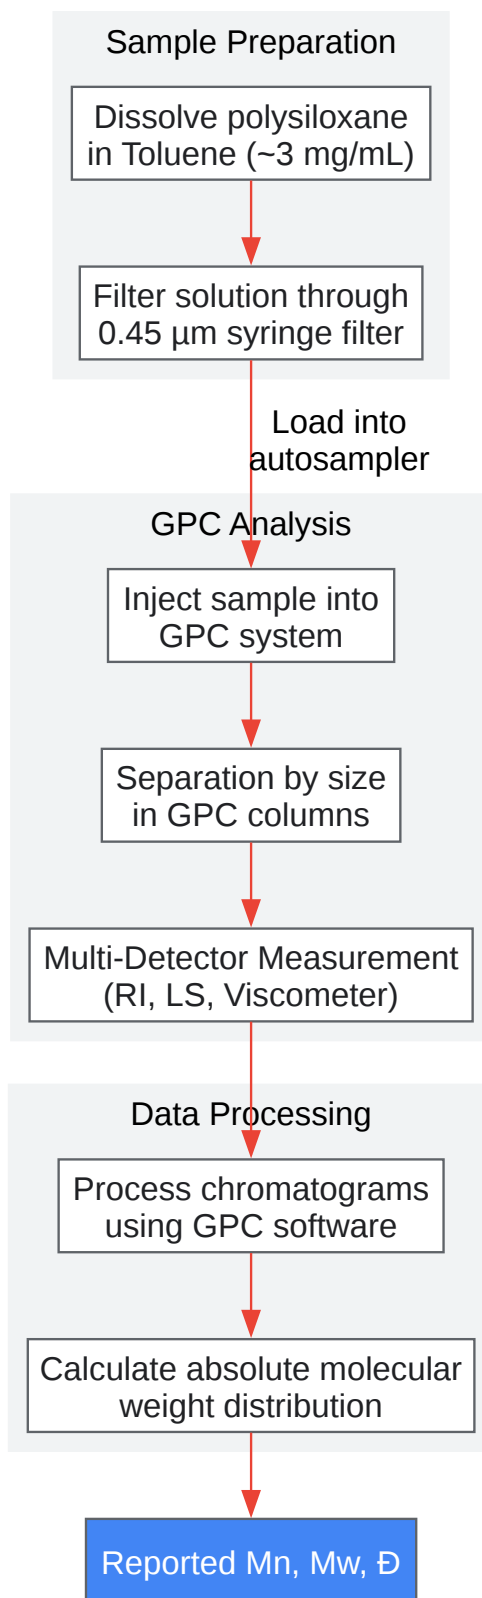 Sample Preparation
Dissolve polysiloxane
in Toluene (~3 mg/mL)
Filter solution through
0.45 µm syringe filter
Load into
autosampler
GPC Analysis
Inject sample into
GPC system
Separation by size
in GPC columns
Multi-Detector Measurement
(RI, LS, Viscometer)
Data Processing
Process chromatograms
using GPC software
Calculate absolute molecular
weight distribution
Reported Mn, Mw, Đ